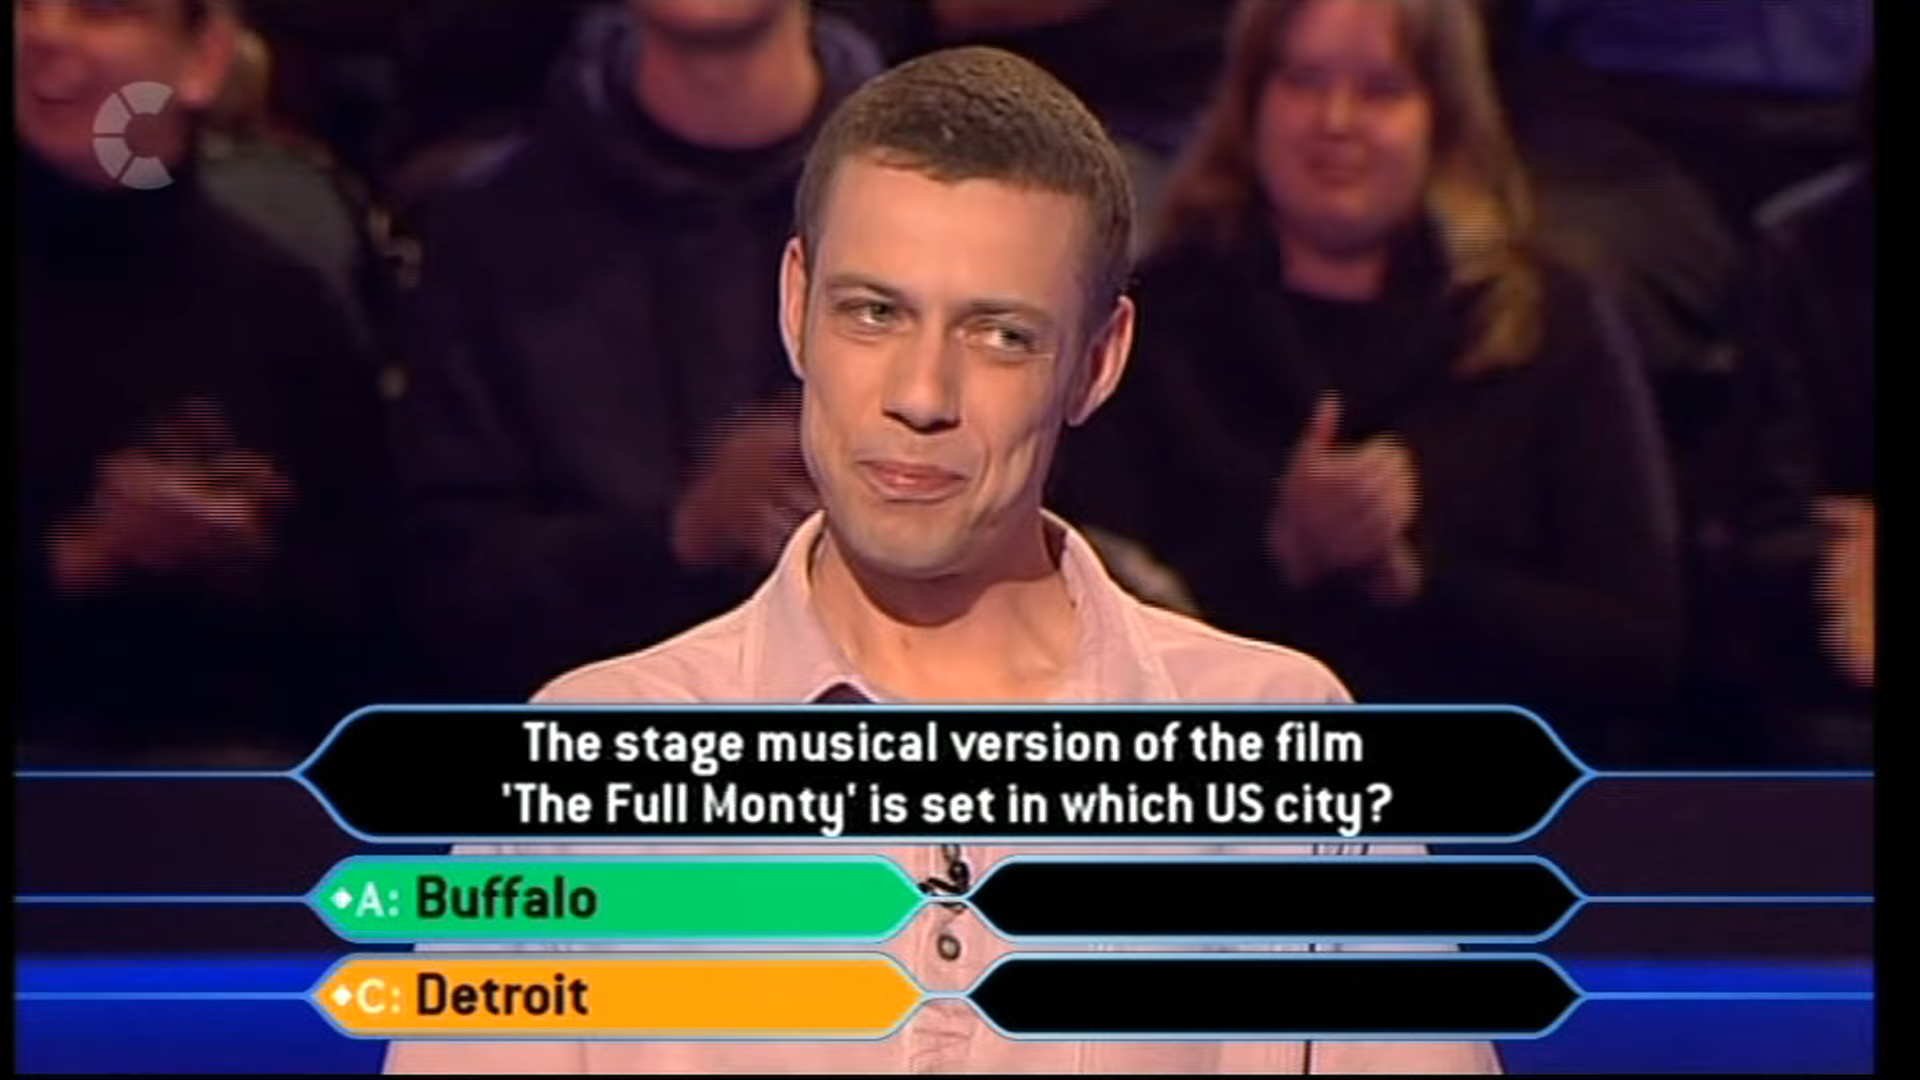 The stage musical version of the film
'The Full Monty' is set in which US city?
A: Buffalo
C: Detroit